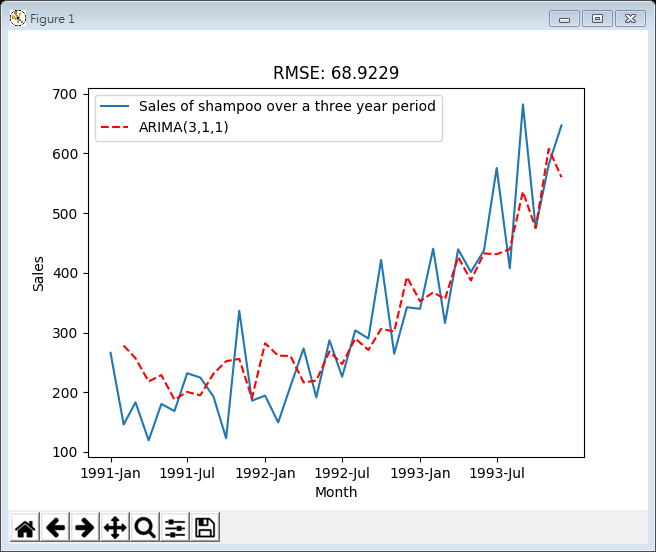 Figure 1
RMSE: 68.9229
Sales of shampoo over a three year period
ARIMA(3,1,1)
700
600
500
400
300
200
100
Sales
1991-Jan 1991-Jul 1992-Jan 1992-Jul 1993-Jan 1993-Jul
Month